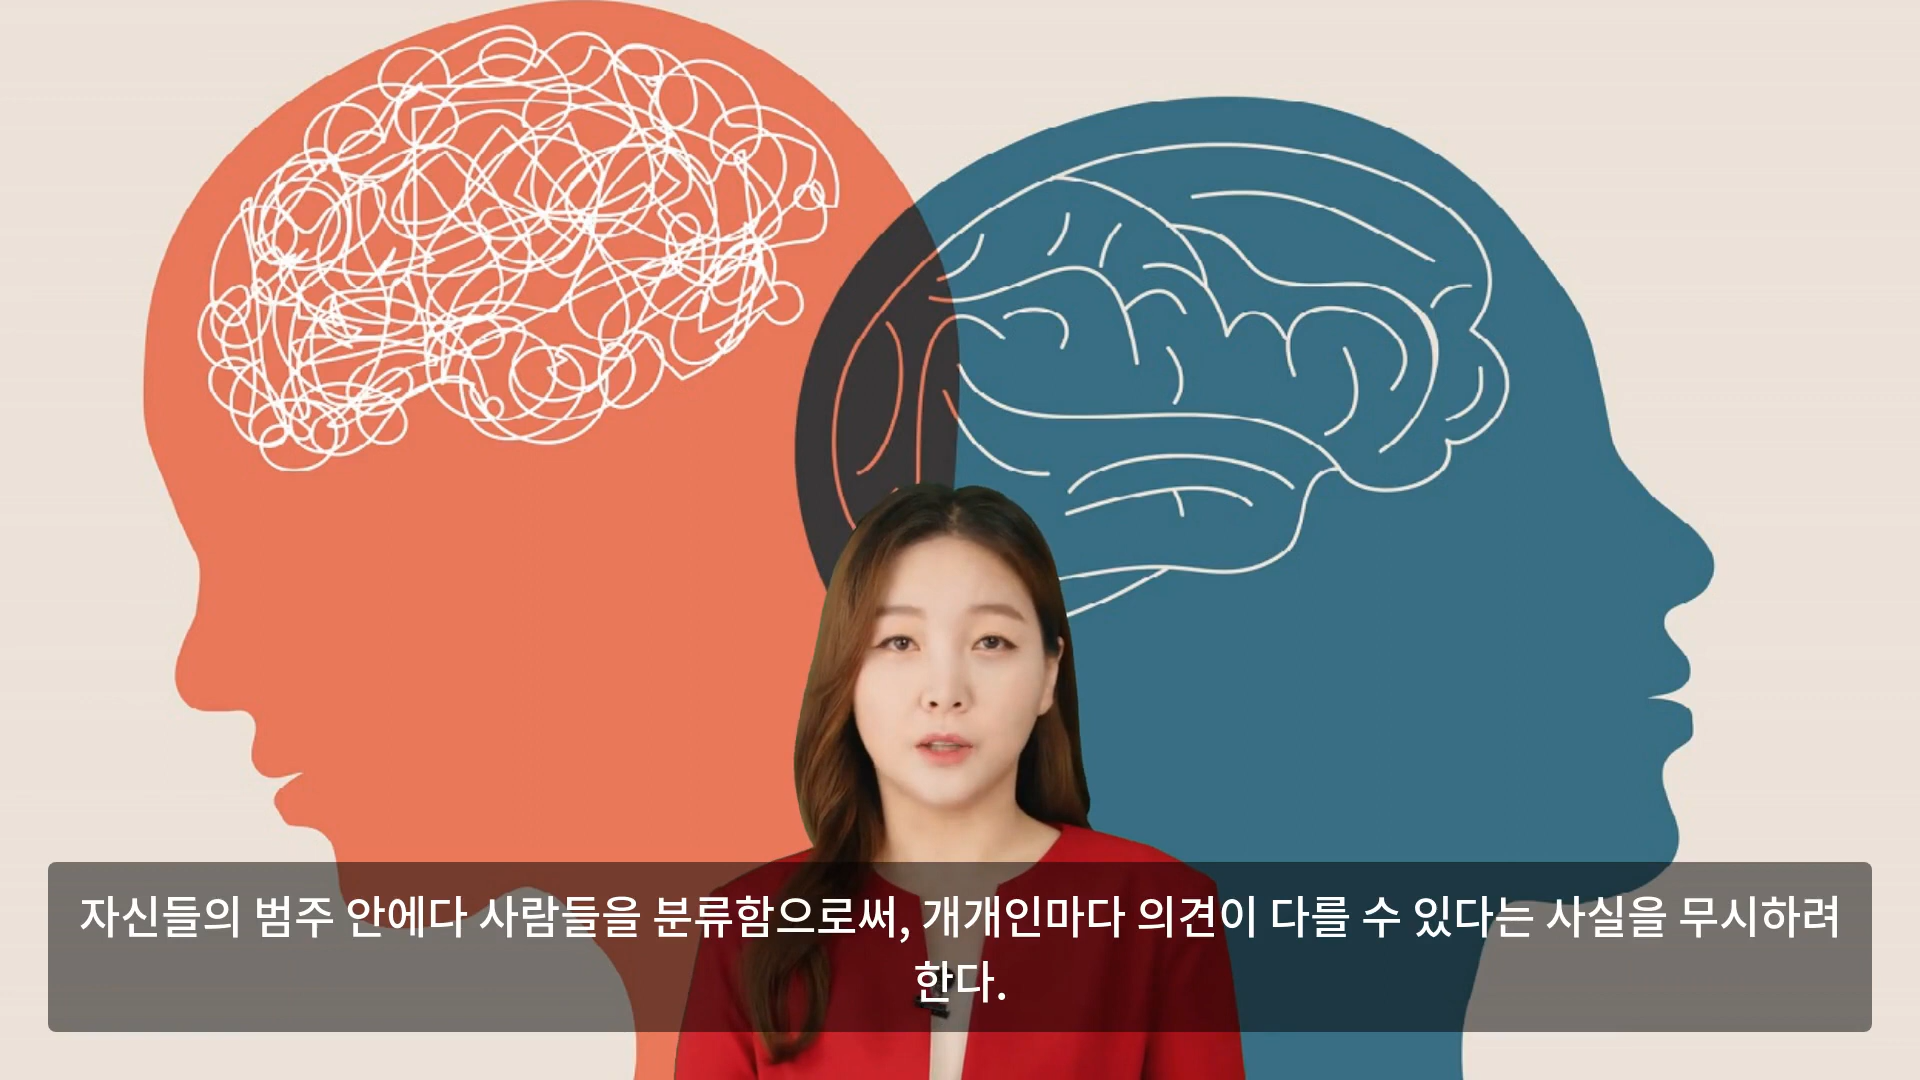 자신들의 범주 안에다 사람들을 분류함으로써, 개개인마다 의견이 다를 수 있다는 사실을 무시하려
한다.